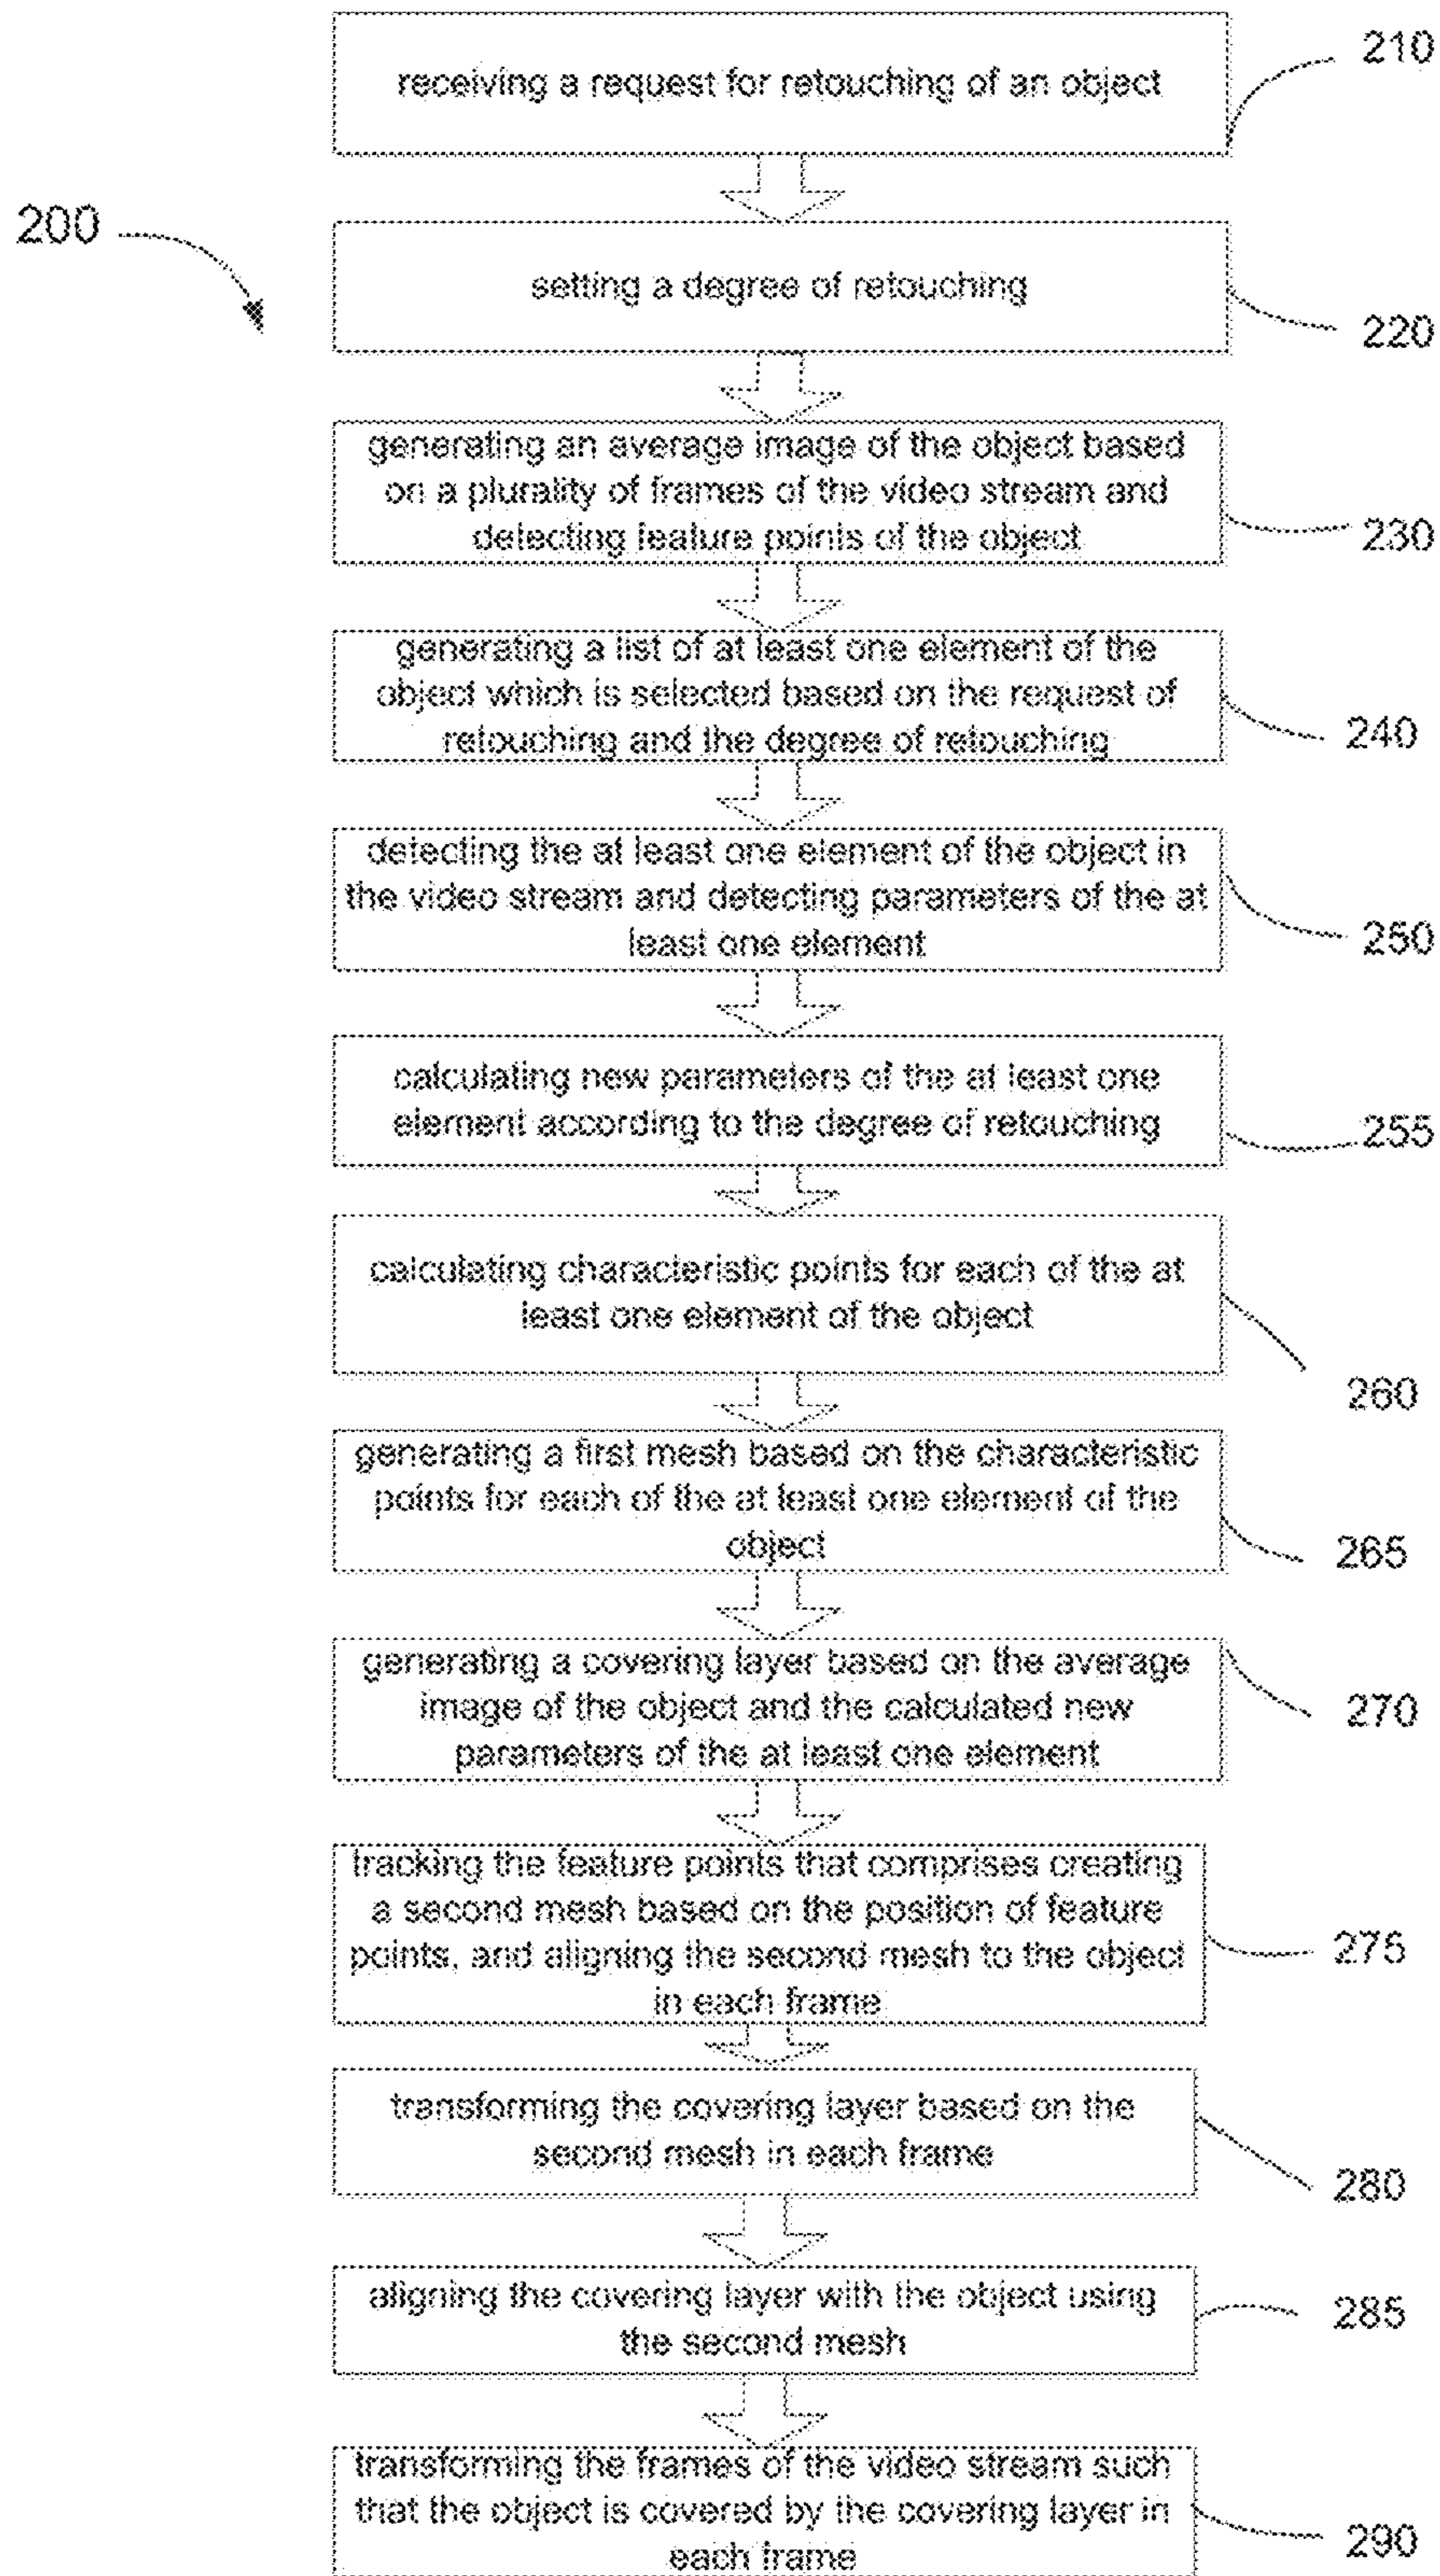 receiving a request for retouching of an object
210
200
setting a degree of retouching
220
generating an average image of the object based
on a plurality of frames of the video stream and
detecting feature points of the object
230
generating a list of at least one element of the
object which is selected based on the request of
retouching and the degree of retouching
240
detecting the at least one element of the object in
the video stream and detecting parameters of the at
least one element
250
calculating new parameters of the at least one
element according to the degree of retouching
255
calculating characteristic points for each of the at
least one element of the object
260
generating a first mesh based on the characteristic
points for each of the at least one element of the
object
265
generating a covering layer based on the average
image of the object and the calculated new
parameters of the at least one element
270
tracking the feature points that comprises creating
a second mesh based on the position of feature
points, and aligning the second mesh to the object
in each frame
275
transforming the covering layer based on the
second mesh in each frame
280
aligning the covering layer with the object using
the second mesh
285
transforming the frames of the video stream such
that the object is covered by the covering layer in
each frame
290